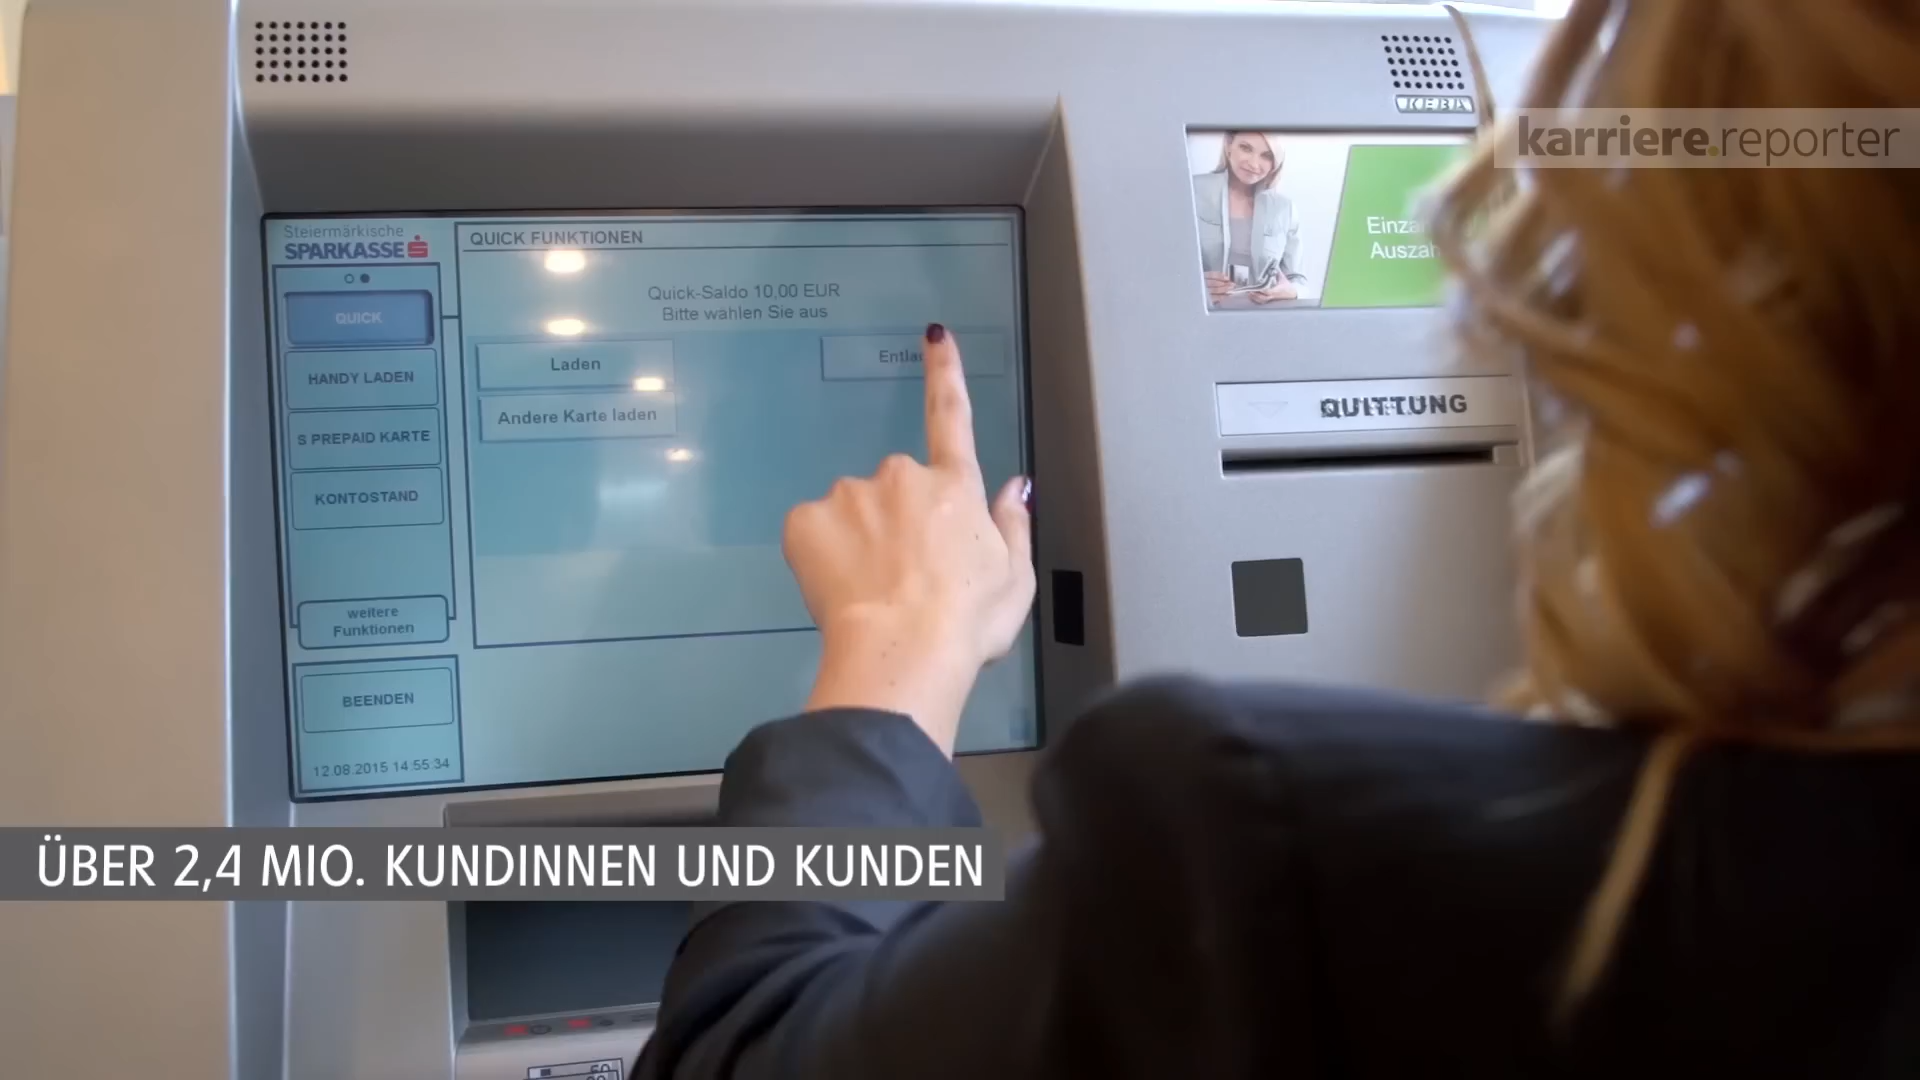 KEBA
karriere.reporter
Steiermärkische
SPARKASSE
QUICK FUNKTIONEN
QUICK
Quick-Saldo 10,00 EUR
Bitte wählen Sie aus
Laden
Andere Karte laden
HANDY LADEN
S PREPAID KARTE
KONTOSTAND
weitere
Funktionen
BEENDEN
12.08.2015 14:55:34
QUITTUNG
ÜBER 2,4 MIO. KUNDINNEN UND KUNDEN